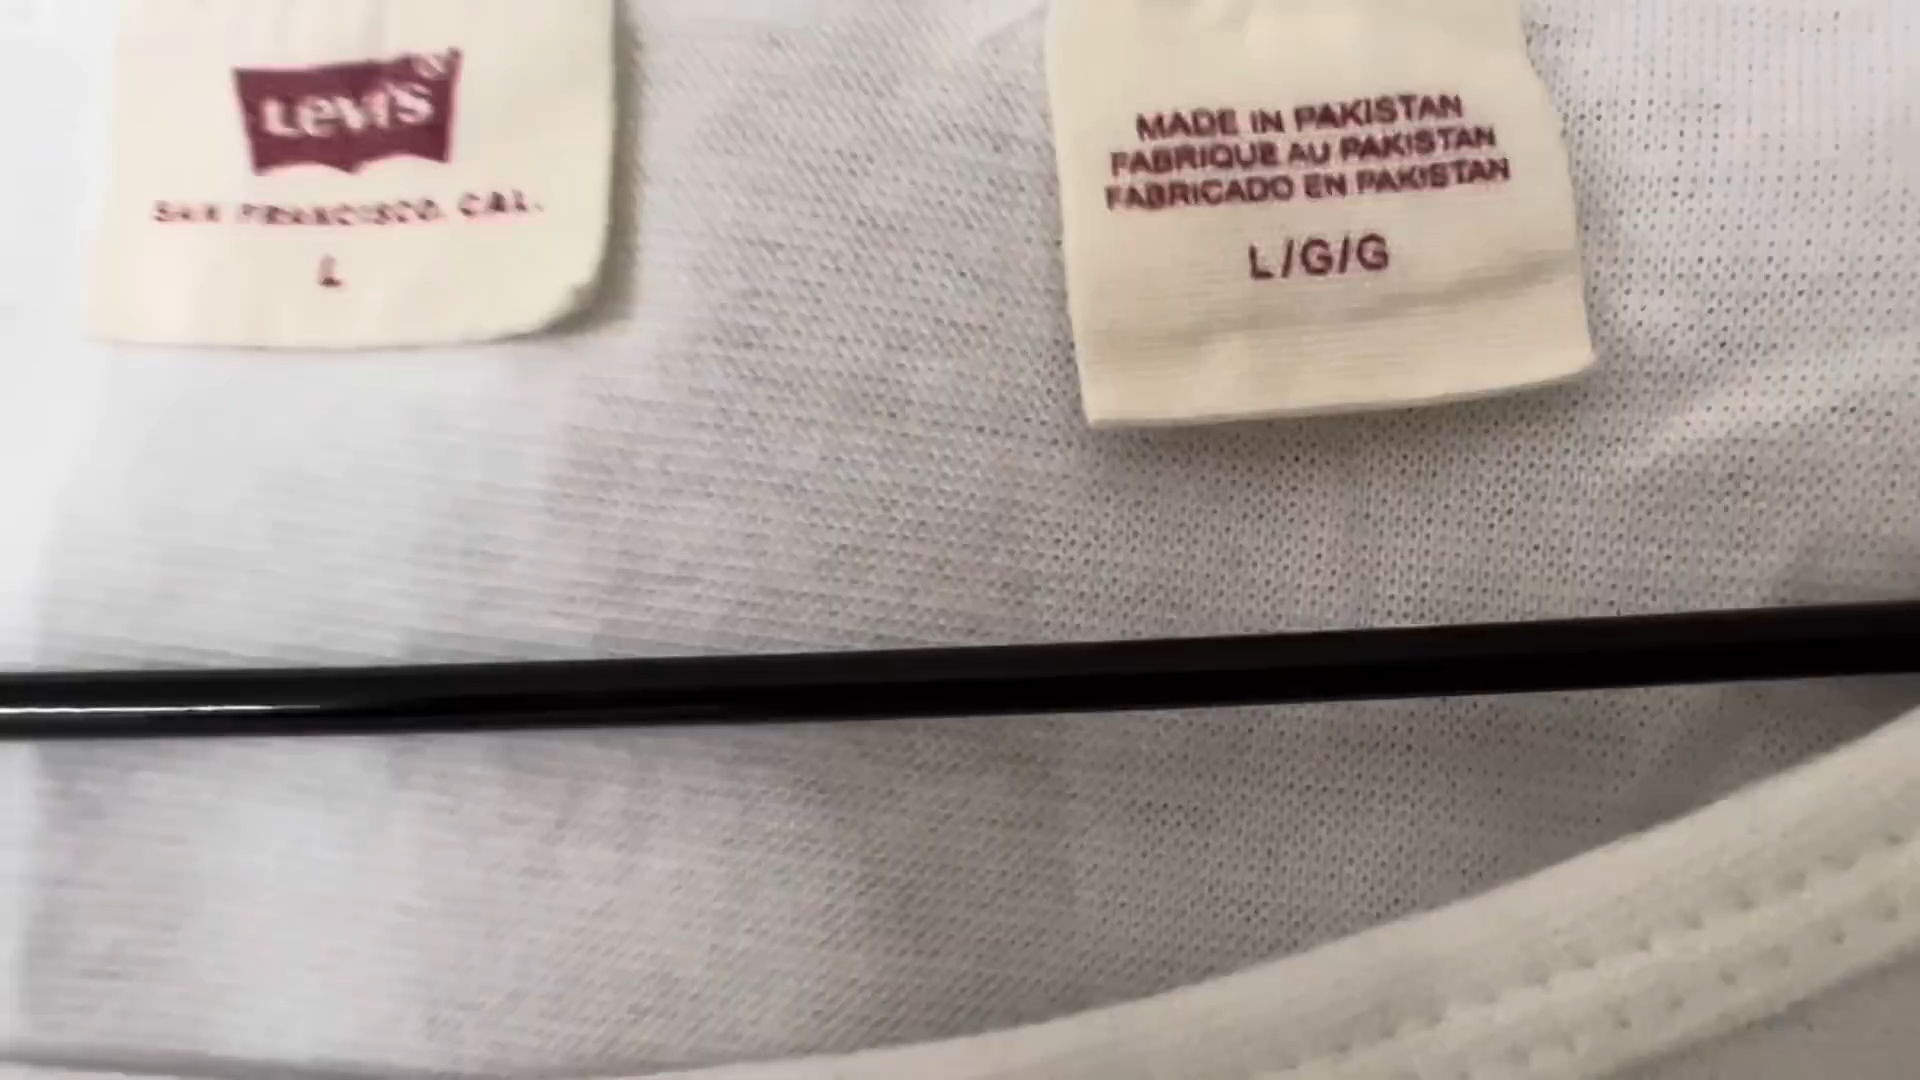 Levi's
SAN FRANCISCO, CAL.
L
MADE IN PAKISTAN
FABRIQUE AU PAKISTAN
FABRICADO EN PAKISTAN
L/G/G